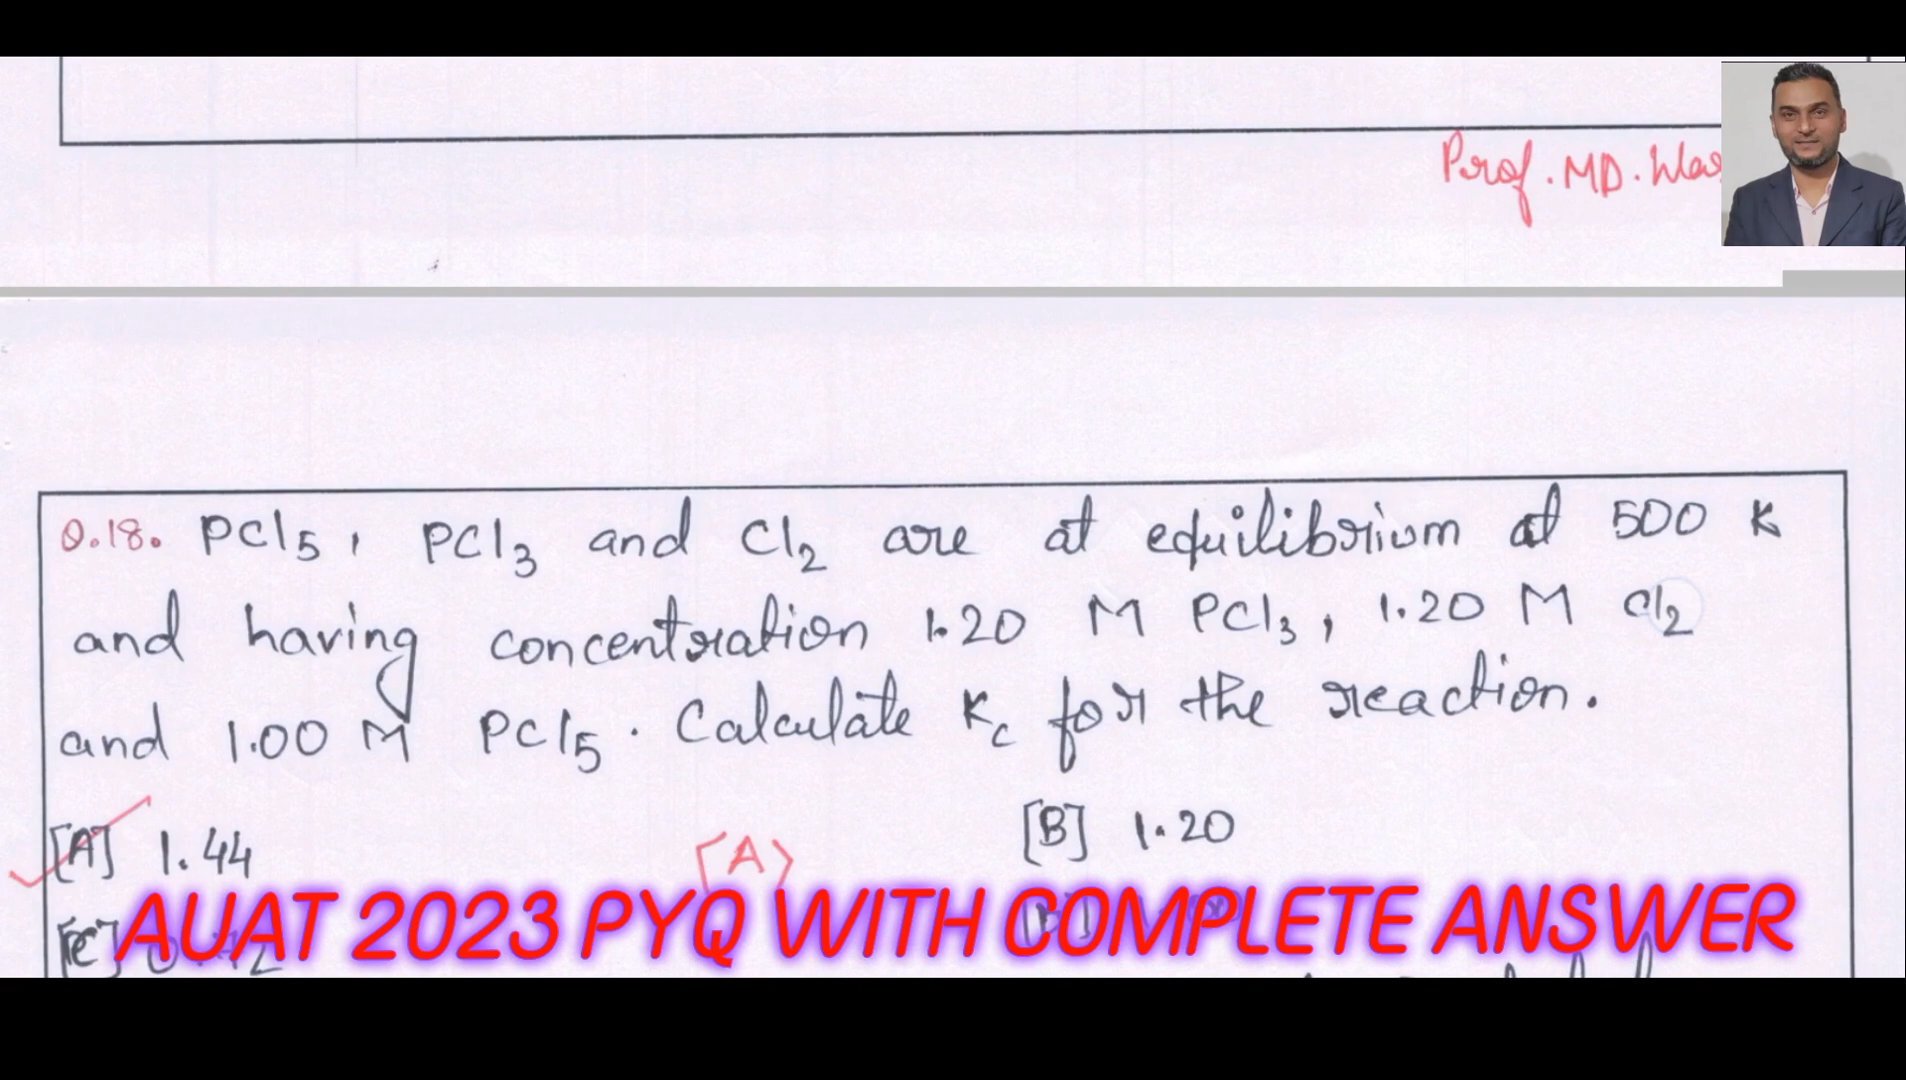 Prof. MD.
Q.18. PCl5, PCl3 and Cl2 are at equilibrium at 500 K
and having concentration 1.20 M PCl3, 1.20 M Cl2
and 1.00 M PCl5. Calculate Kc for the reaction.
[A] 1.44
[B] 1.20
[A]
AUAT 2023 PYQ WITH COMPLETE ANSWER
[C]